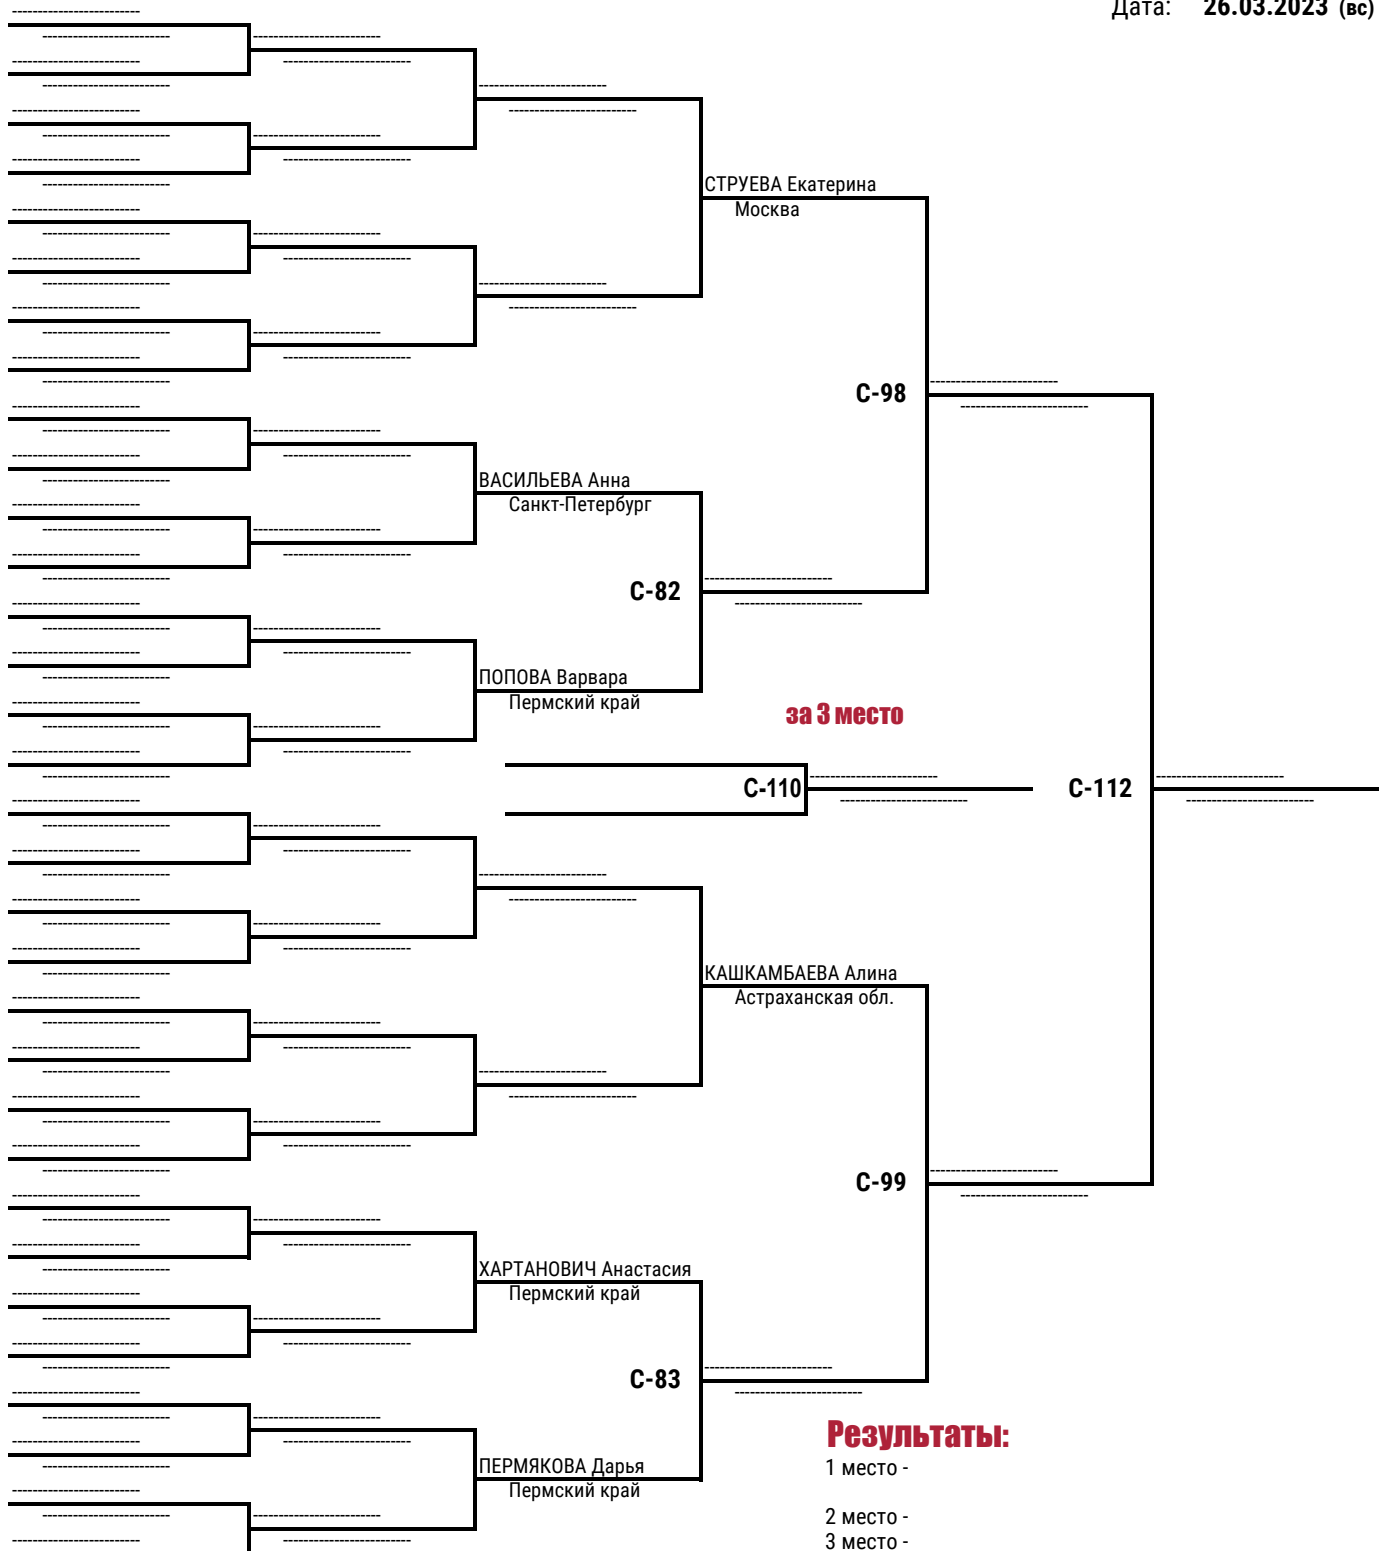 Дата: 26.03.2023 (вс)
СТРУЕВА Екатерина
Москва
С-98
ВАСИЛЬЕВА Анна
Санкт-Петербург
С-82
ПОПОВА Варвара
Пермский край
за 3 место
С-110
С-112
КАШКАМБАЕВА Алина
Астраханская обл.
С-99
ХАРТАНОВИЧ Анастасия
Пермский край
С-83
ПЕРМЯКОВА Дарья
Пермский край
Результаты:
1 место -
2 место -
3 место -